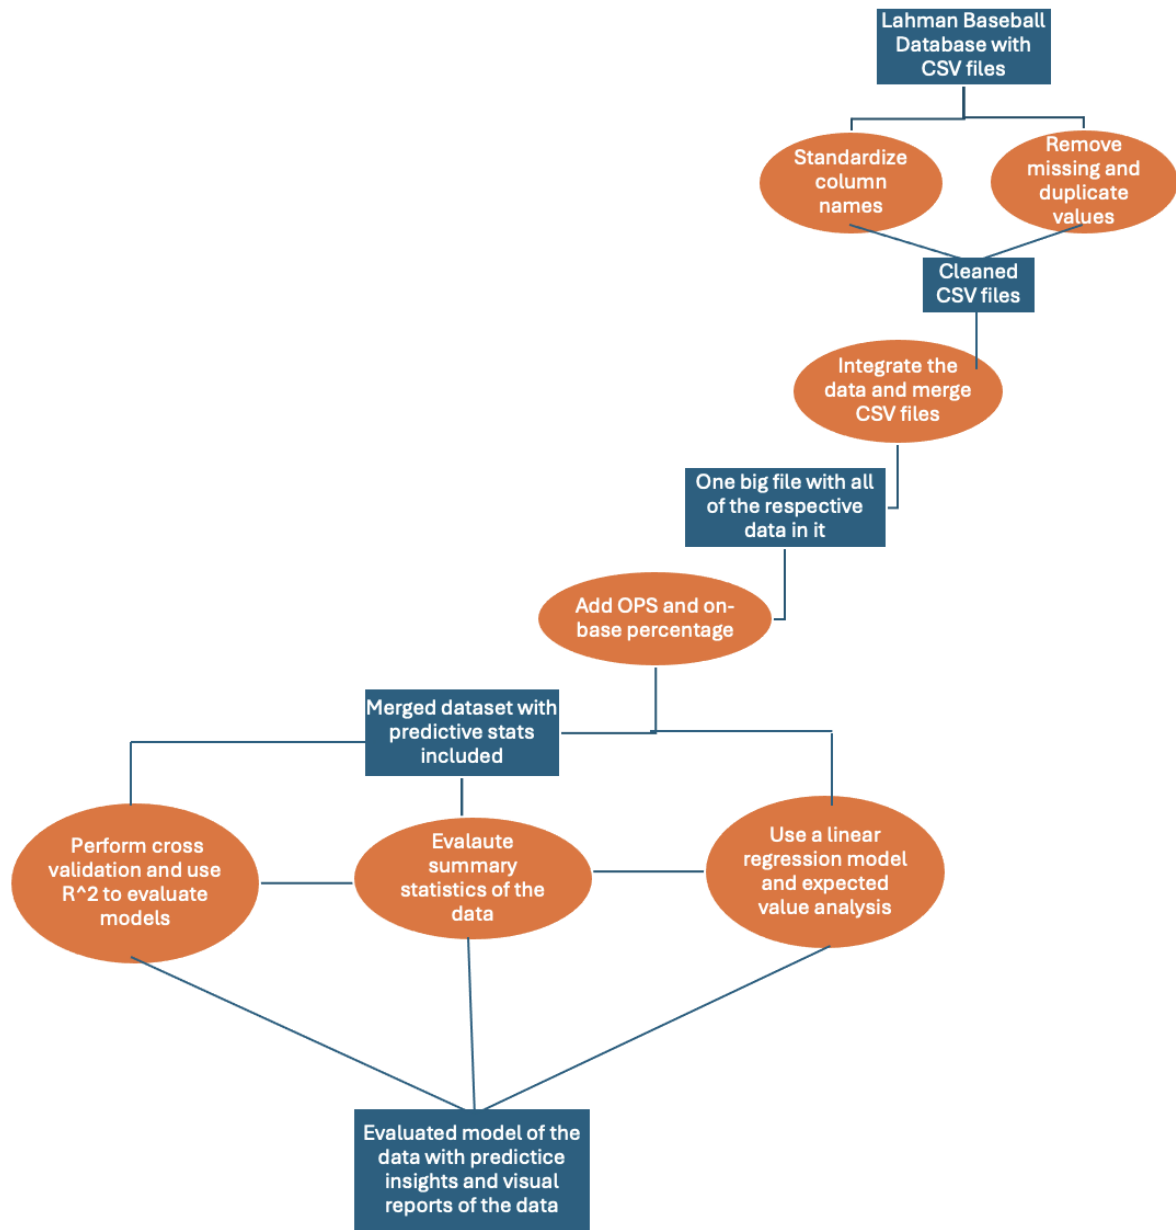 Lahman Baseball
Database with
CSV files
Standardize
column
names
Remove
missing and
duplicate
values
Cleaned
CSV files
Integrate the
data and merge
CSV files
One big file with all
of the respective
data in it
Add OPS and on-
base percentage
Merged dataset with
predictive stats
included
Perform cross
validation and use
R^2 to evaluate
models
Evalaute
summary
statistics of the
data
Use a linear
regression model
and expected
value analysis
Evaluated model of the
data with predictice
insights and visual
reports of the data